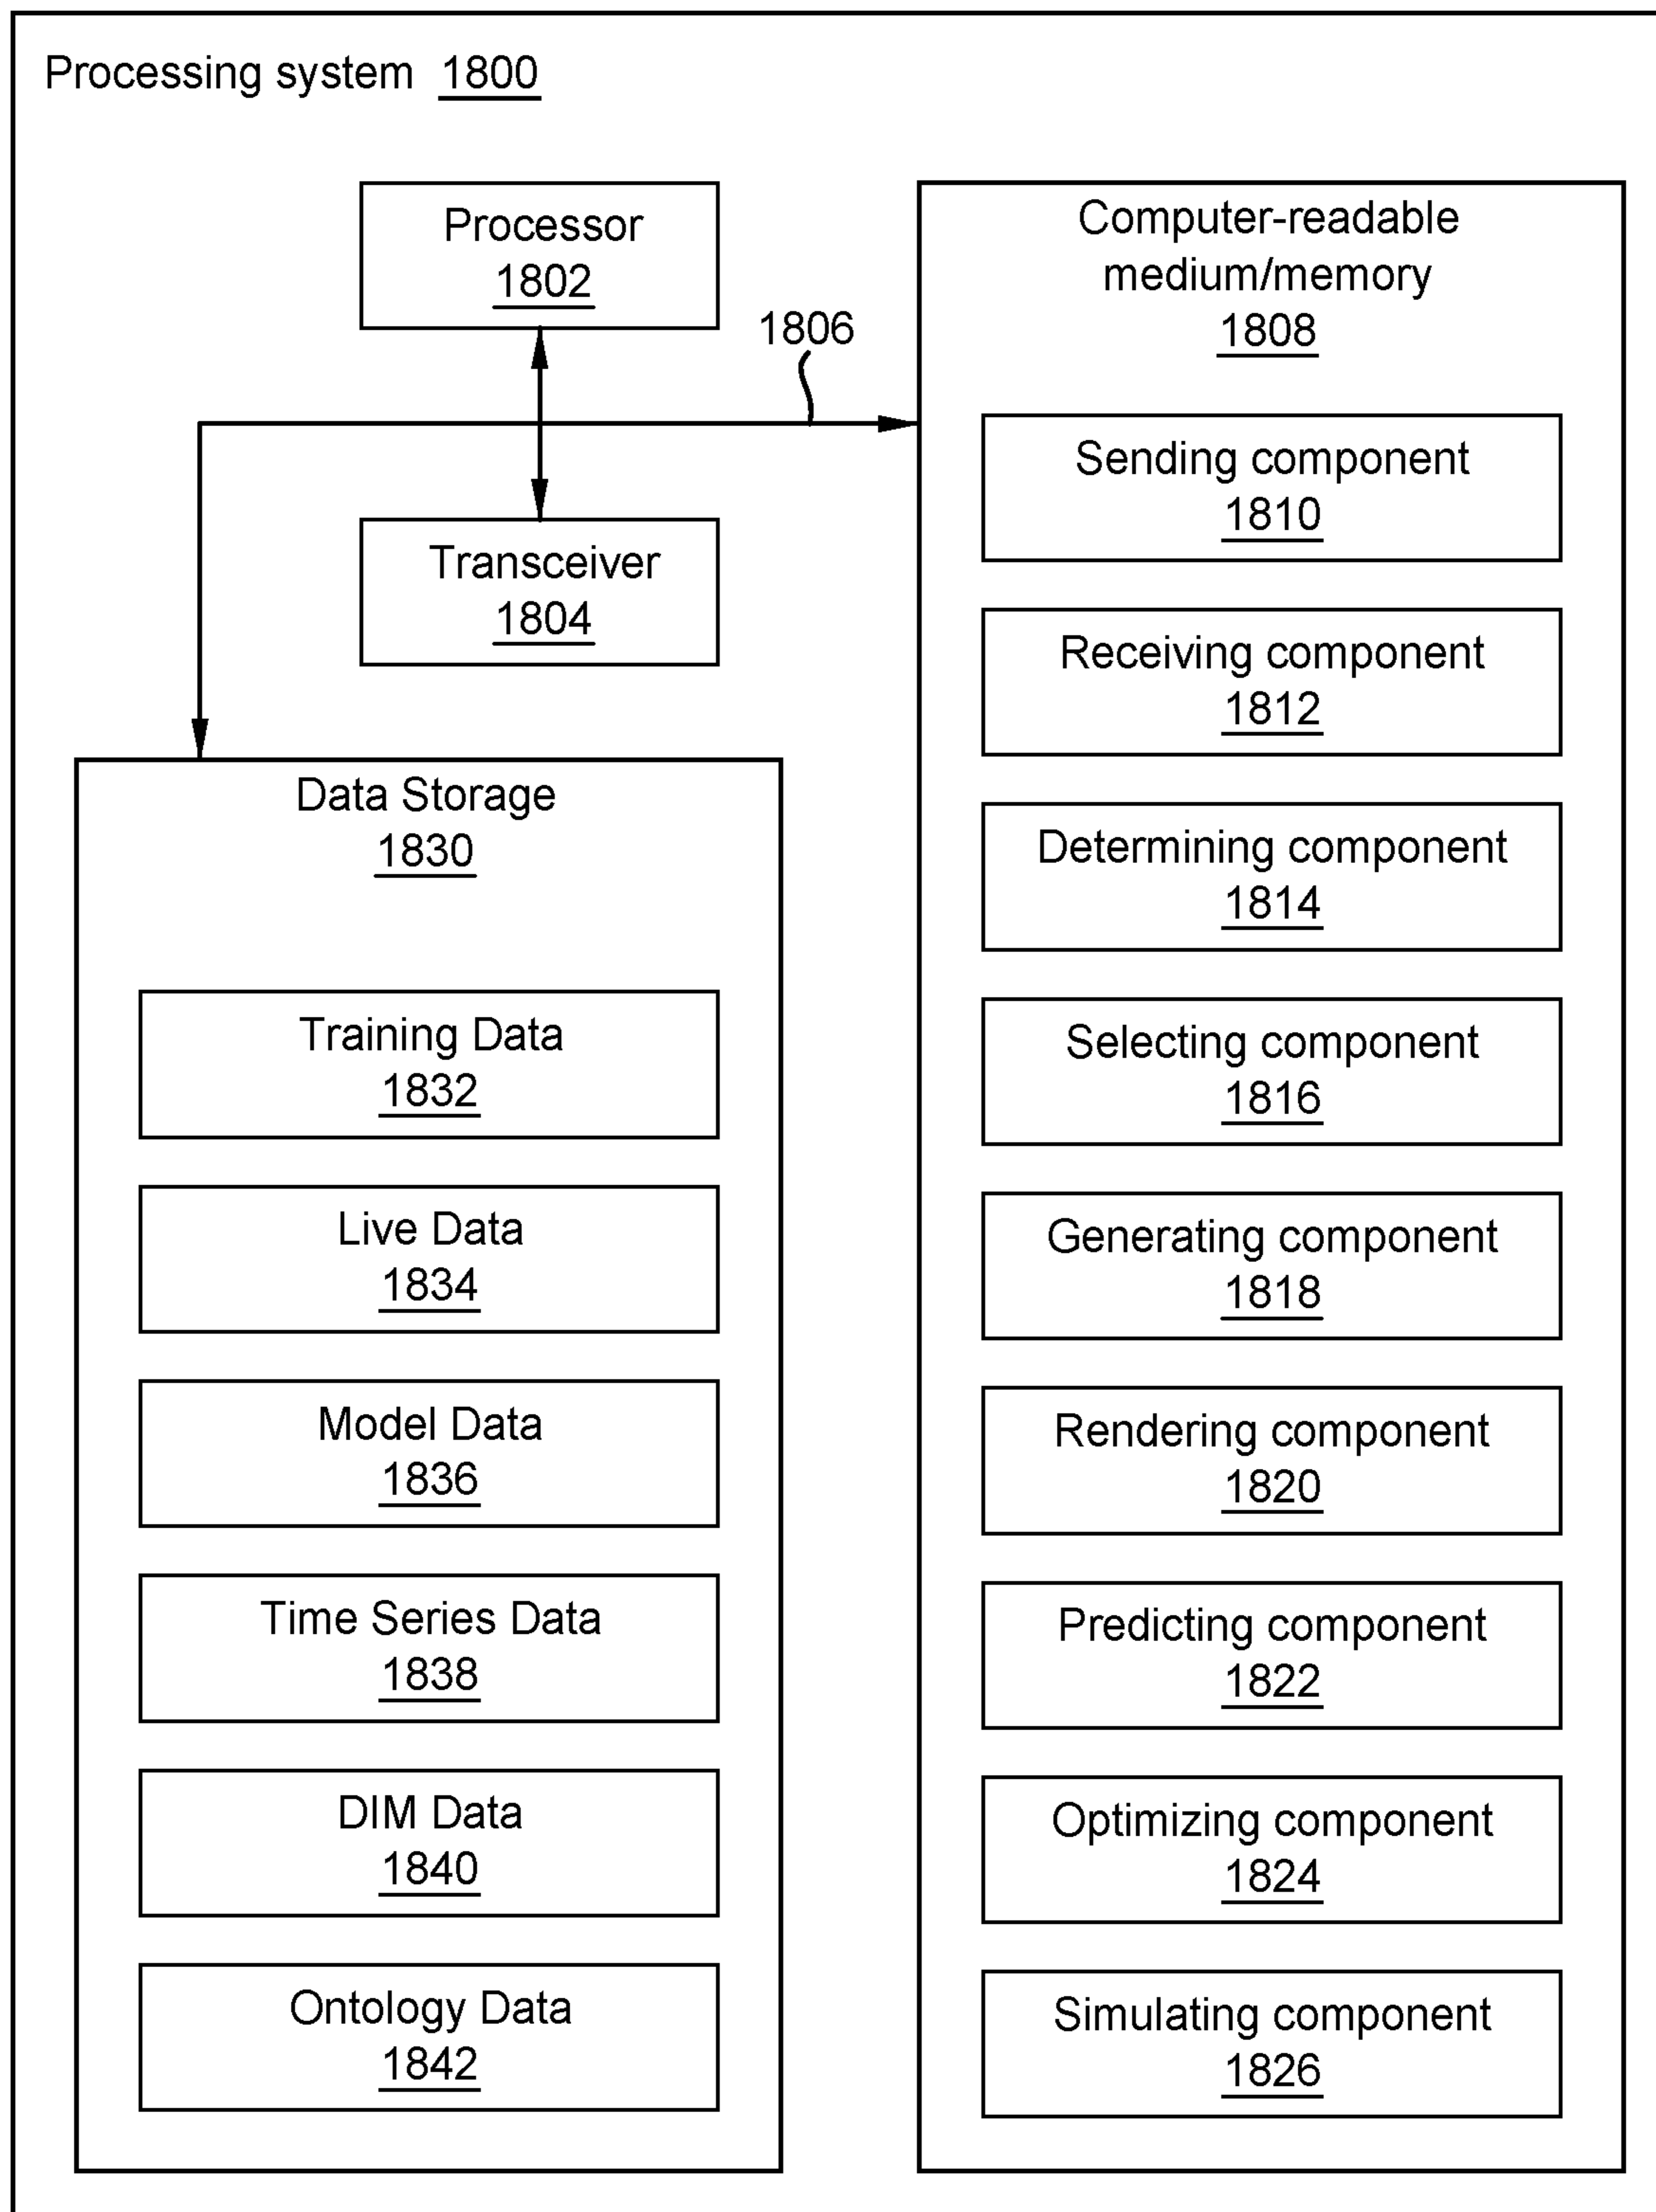 Processing system 1800
Processor
1802
1806
Transceiver
1804
Computer-readable
medium/memory
1808
Sending component
1810
Receiving component
1812
Determining component
1814
Selecting component
1816
Generating component
1818
Rendering component
1820
Predicting component
1822
Optimizing component
1824
Simulating component
1826
Data Storage
1830
Training Data
1832
Live Data
1834
Model Data
1836
Time Series Data
1838
DIM Data
1840
Ontology Data
1842